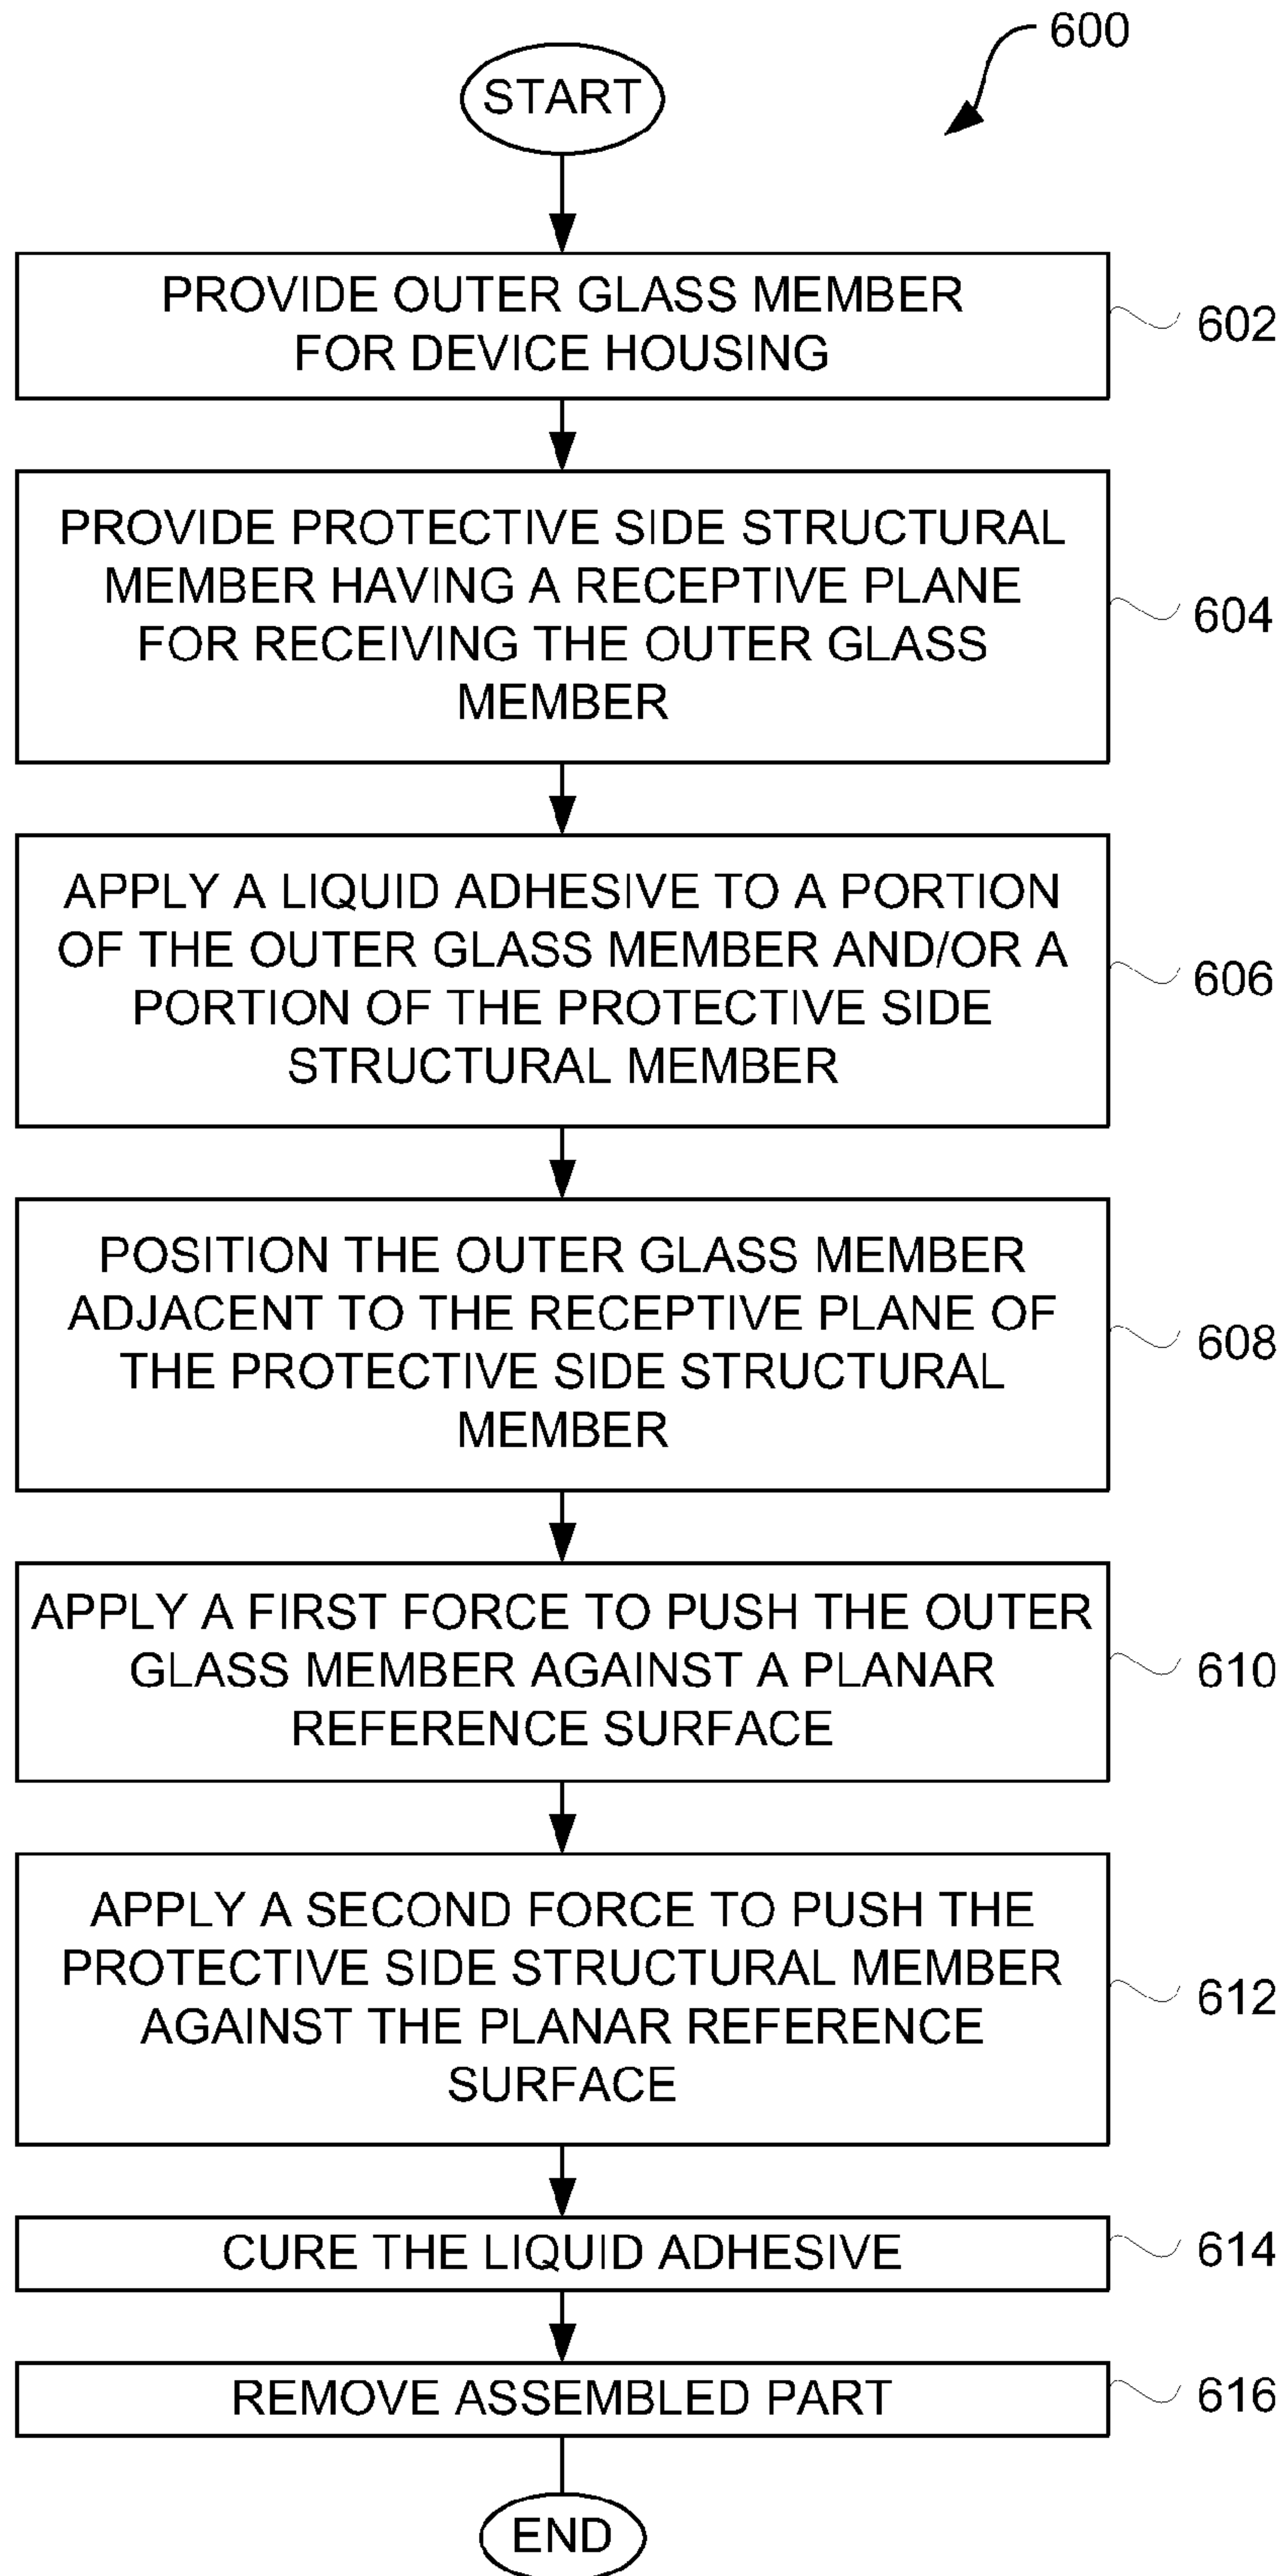 600
START
PROVIDE OUTER GLASS MEMBER
FOR DEVICE HOUSING
602
PROVIDE PROTECTIVE SIDE STRUCTURAL
MEMBER HAVING A RECEPTIVE PLANE
FOR RECEIVING THE OUTER GLASS
MEMBER
604
APPLY A LIQUID ADHESIVE TO A PORTION
OF THE OUTER GLASS MEMBER AND/OR A
PORTION OF THE PROTECTIVE SIDE
STRUCTURAL MEMBER
606
POSITION THE OUTER GLASS MEMBER
ADJACENT TO THE RECEPTIVE PLANE OF
THE PROTECTIVE SIDE STRUCTURAL
MEMBER
608
APPLY A FIRST FORCE TO PUSH THE OUTER
GLASS MEMBER AGAINST A PLANAR
REFERENCE SURFACE
610
APPLY A SECOND FORCE TO PUSH THE
PROTECTIVE SIDE STRUCTURAL MEMBER
AGAINST THE PLANAR REFERENCE
SURFACE
612
CURE THE LIQUID ADHESIVE
614
REMOVE ASSEMBLED PART
616
END